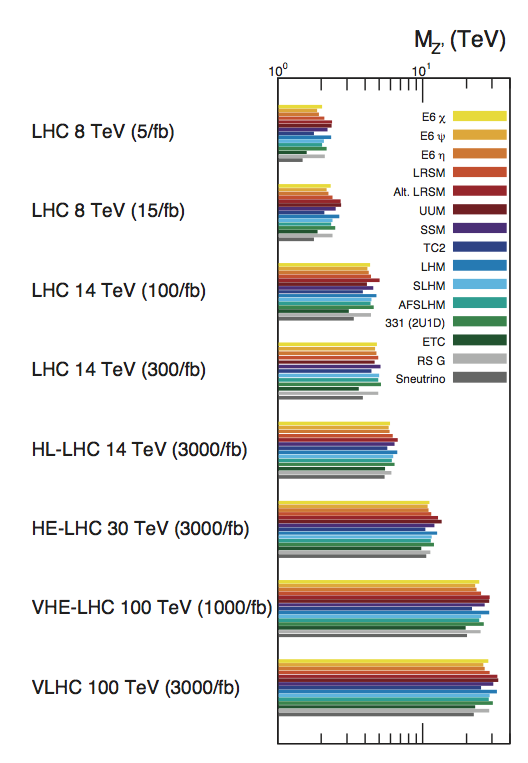 M_Z' (TeV)
10^0 10^1
LHC 8 TeV (5/fb)
LHC 8 TeV (15/fb)
LHC 14 TeV (100/fb)
LHC 14 TeV (300/fb)
HL-LHC 14 TeV (3000/fb)
HE-LHC 30 TeV (3000/fb)
VHE-LHC 100 TeV (1000/fb)
VLHC 100 TeV (3000/fb)
E6 χ
E6 ψ
E6 η
LRSM
Alt. LRSM
UUM
SSM
TC2
LHM
SLHM
AFSLHM
331 (2U1D)
ETC
RS G
Sneutrino